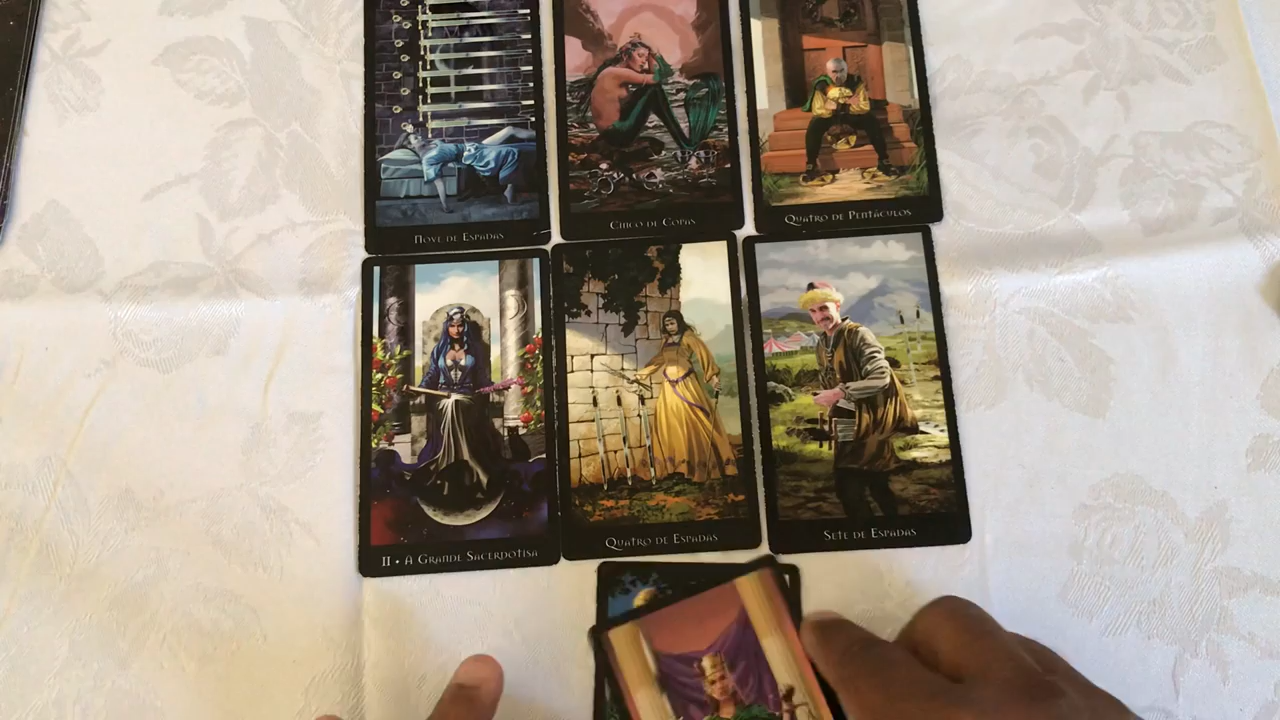 Nove de Espadas
Cinco de Copas
Quatro de Pentáculos
II • A Grande Sacerdotisa
Quatro de Espadas
Sete de Espadas